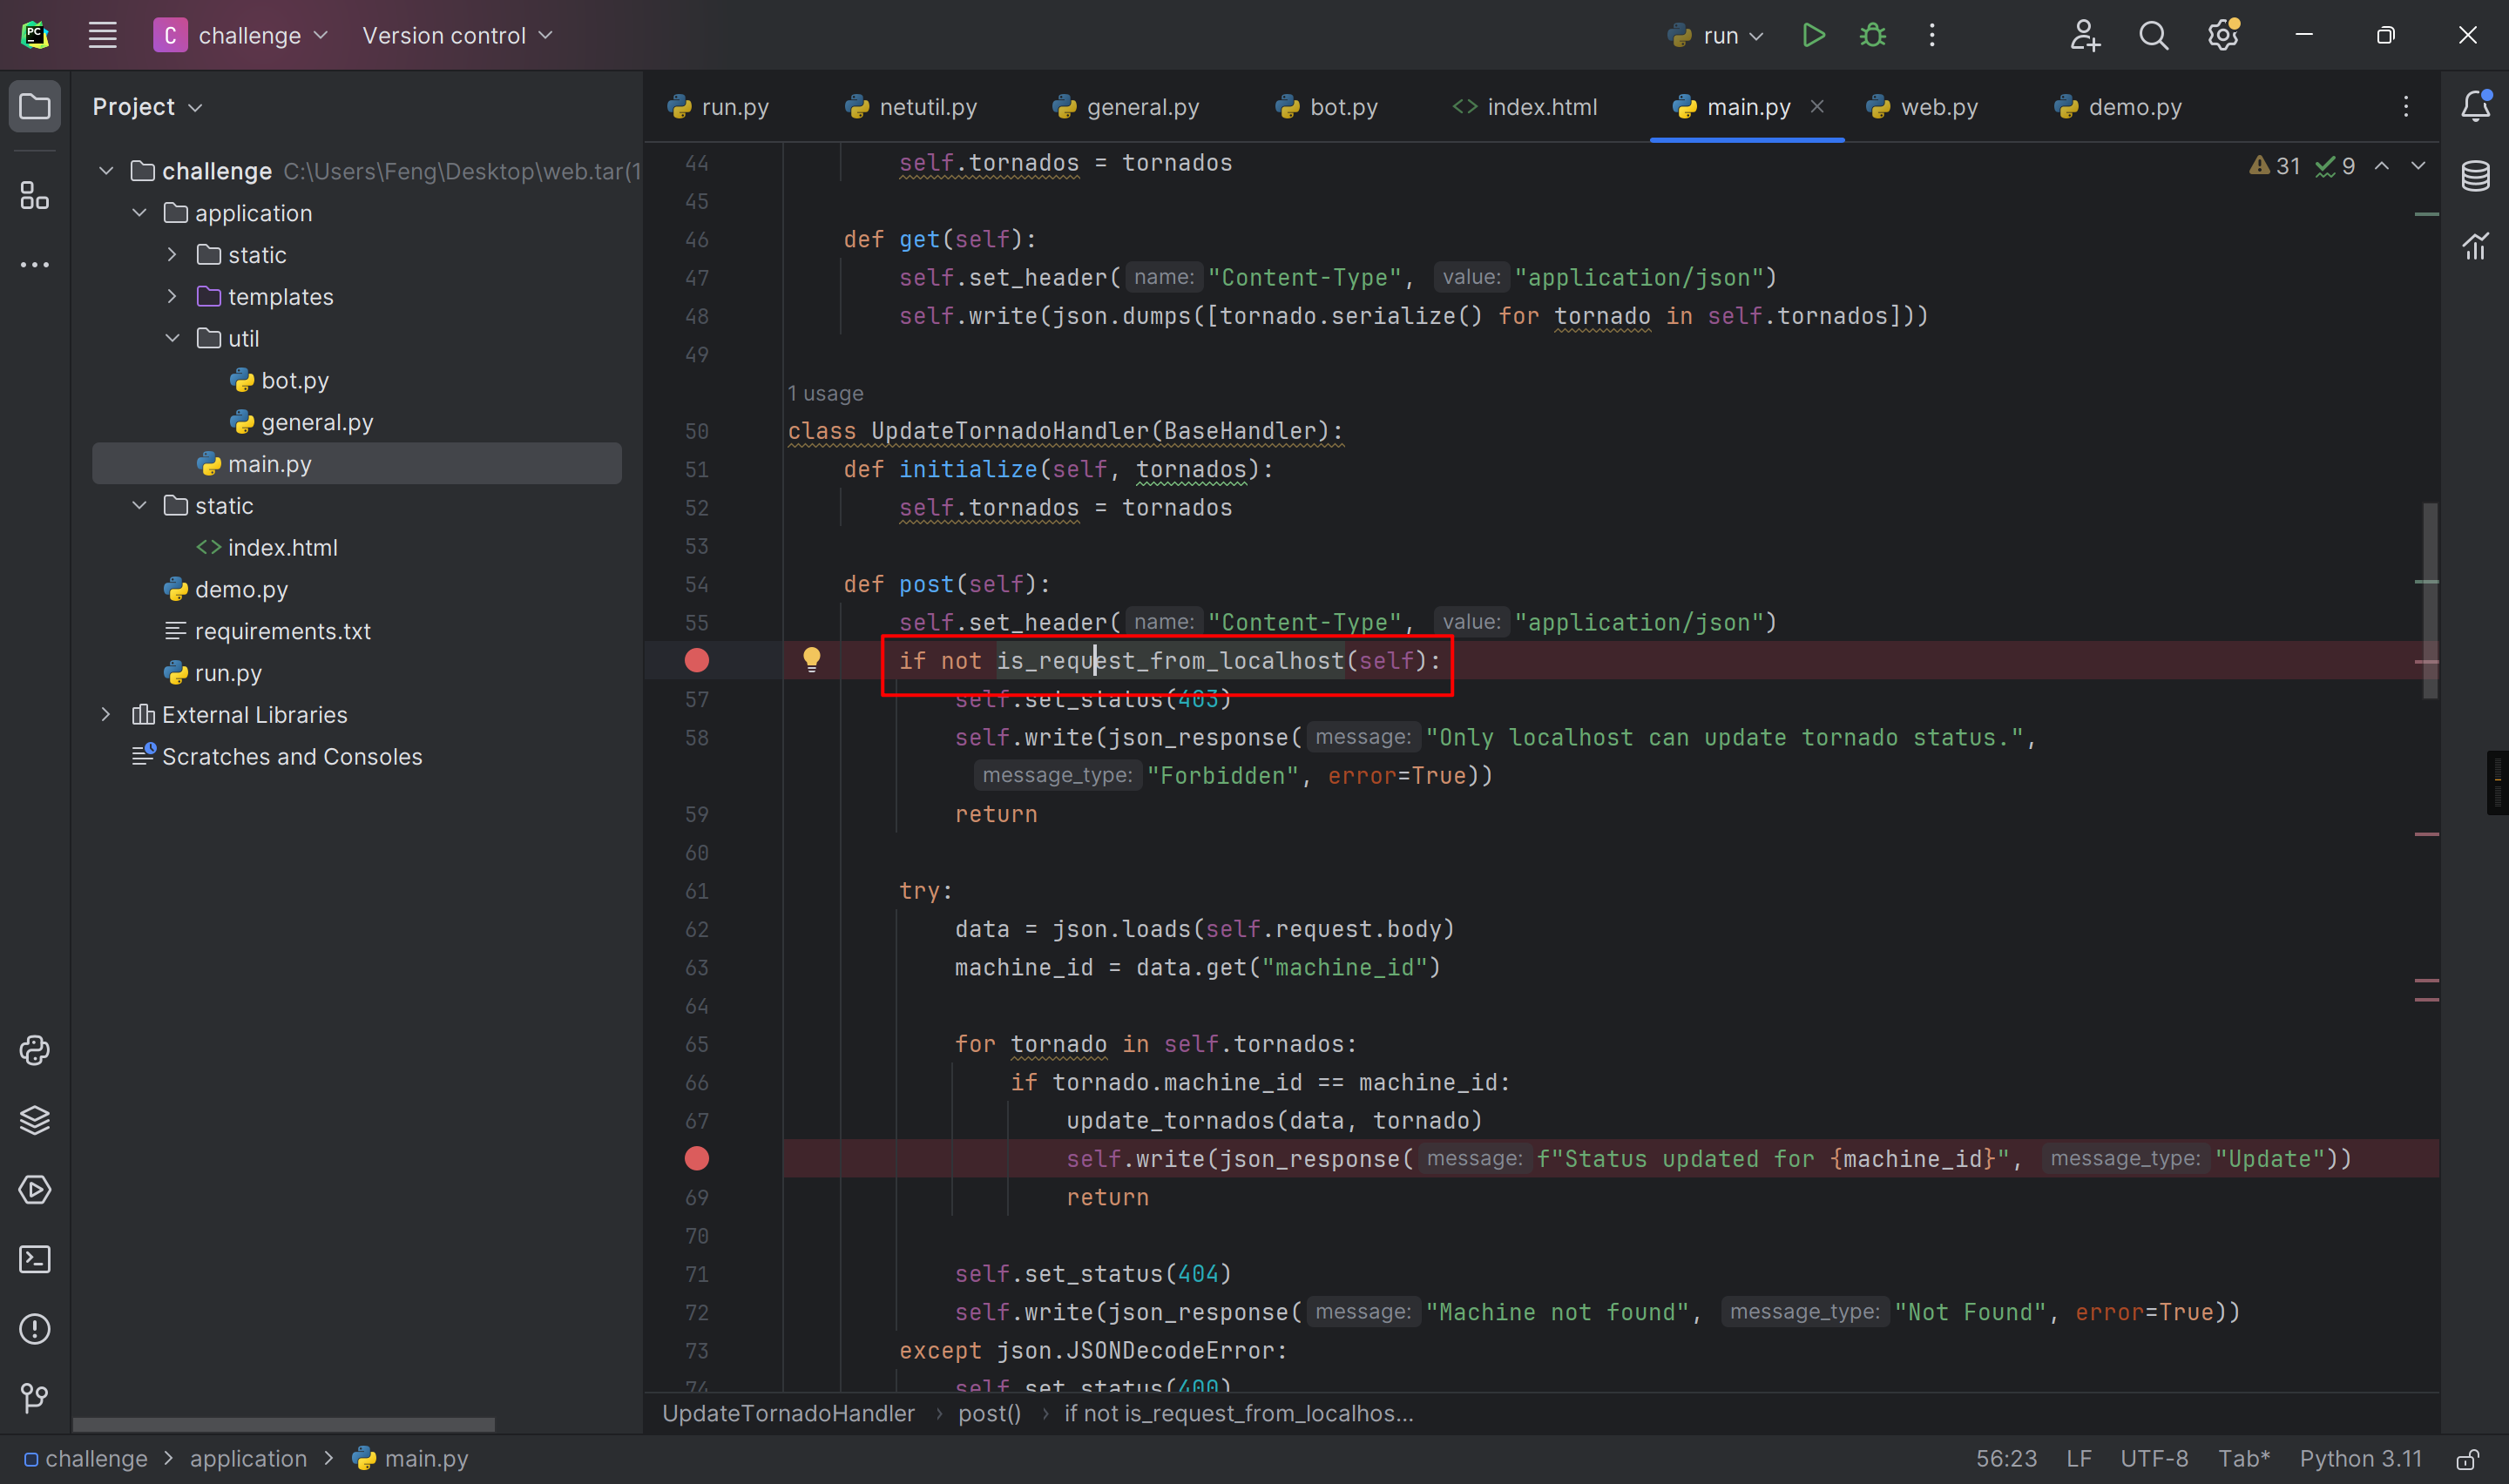 PC
C challenge Version control run
Project
run.py netutil.py general.py bot.py index.html main.py web.py demo.py
challenge C:\Users\Feng\Desktop\web.tar(1
application
static
templates
util
bot.py
general.py
main.py
static
index.html
demo.py
requirements.txt
run.py
External Libraries
Scratches and Consoles
31 9
44 self.tornados = tornados
45
46 def get(self):
47 self.set_header( name: "Content-Type", value: "application/json")
48 self.write(json.dumps([tornado.serialize() for tornado in self.tornados]))
49
1 usage
50 class UpdateTornadoHandler(BaseHandler):
51 def initialize(self, tornados):
52 self.tornados = tornados
53
54 def post(self):
55 self.set_header( name: "Content-Type", value: "application/json")
if not is_request_from_localhost(self):
57 self.set_status(403)
58 self.write(json_response( message: "Only localhost can update tornado status.",
message_type: "Forbidden", error=True))
59 return
60
61 try:
62 data = json.loads(self.request.body)
63 machine_id = data.get("machine_id")
64
65 for tornado in self.tornados:
66 if tornado.machine_id == machine_id:
67 update_tornados(data, tornado)
self.write(json_response( message: f"Status updated for {machine_id}", message_type: "Update"))
69 return
70
71 self.set_status(404)
72 self.write(json_response( message: "Machine not found", message_type: "Not Found", error=True))
73 except json.JSONDecodeError:
74 self.set_status(400)
UpdateTornadoHandler › post() › if not is_request_from_localhos...
challenge > application > main.py
56:23 LF UTF-8 Tab* Python 3.11